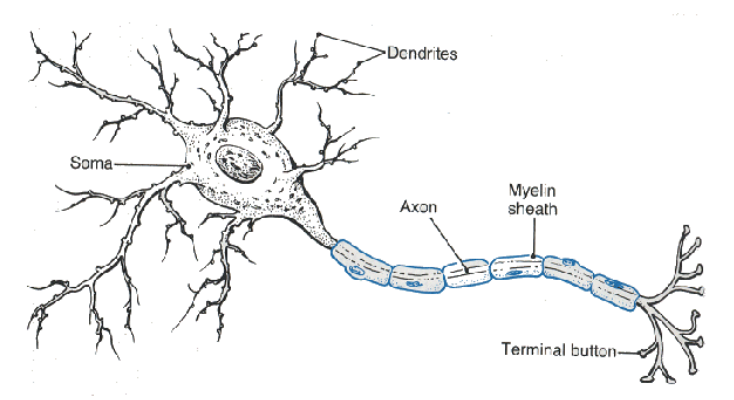 Dendrites
Soma
Axon
Myelin
sheath
Terminal button